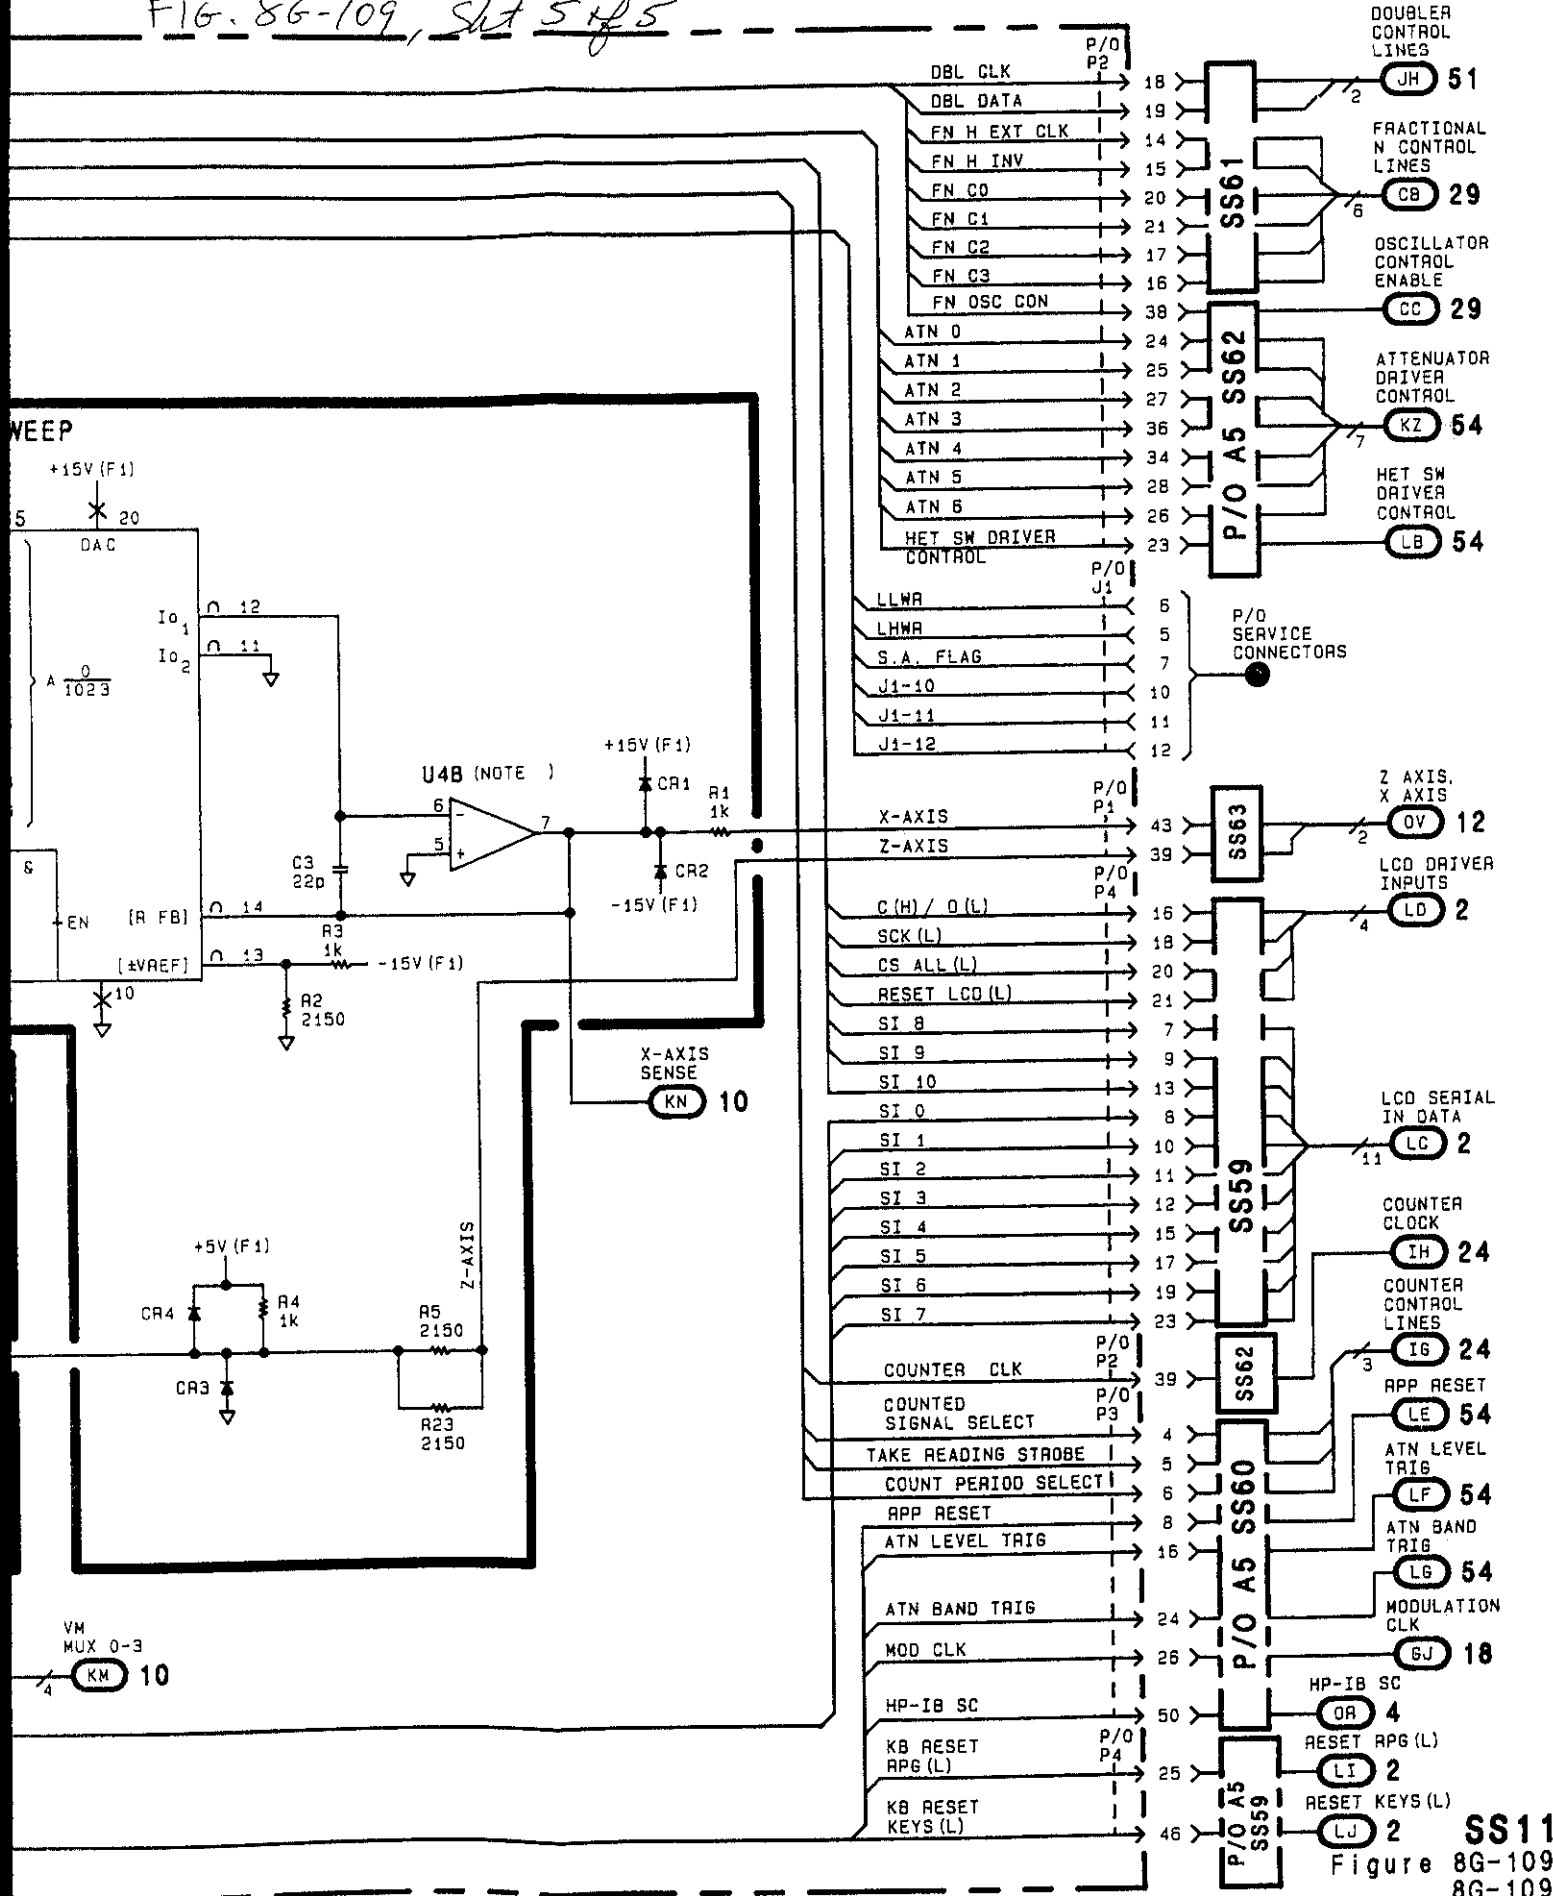 FIG. 8G-109, Sht 5 of 5
DOUBLER
CONTROL
LINES
P/O
P2
DBL CLK 18
JH 51
2
DBL DATA 19
FN H EXT CLK 14
FRACTIONAL
N CONTROL
LINES
FN H INV 15
SS61
FN C0 20
CB 29
6
FN C1 21
FN C2 17
OSCILLATOR
CONTROL
ENABLE
FN C3 16
FN OSC CON 38
CC 29
ATN 0 24
ATN 1 25
ATTENUATOR
DRIVER
CONTROL
ATN 2 27
P/O A5 SS62
ATN 3 36
KZ 54
7
ATN 4 34
ATN 5 28
HET SW
DRIVER
CONTROL
ATN 6 26
HET SW DRIVER
CONTROL
23
LB 54
WEEP
+15V (F1)
5
20
DAC
Io1
12
Io2
11
A 0
1023
P/O
J1
LLWR 6
LHWR 5
S.A. FLAG 7
J1-10 10
J1-11 11
J1-12 12
P/O
SERVICE
CONNECTORS
+15V (F1)
U4B (NOTE )
CR1
R1
1k
6
-
7
5
+
C3
22p
CR2
-15V (F1)
&
EN
[R FB]
14
R3
1k
[±VREF]
13
-15V (F1)
10
R2
2150
P/O
P1
X-AXIS 43
Z-AXIS 39
SS63
Z AXIS,
X AXIS
OV 12
2
P/O
P4
LCD DRIVER
INPUTS
LD 2
4
C (H) / D (L) 16
SCK (L) 18
CS ALL (L) 20
RESET LCD (L) 21
SI 8 7
SI 9 9
SI 10 13
SI 0 8
SI 1 10
SI 2 11
SI 3 12
SI 4 15
SI 5 17
SI 6 19
SI 7 23
SS59
LCD SERIAL
IN DATA
LC 2
11
X-AXIS
SENSE
KN 10
COUNTER
CLOCK
IH 24
COUNTER
CONTROL
LINES
IG 24
3
Z-AXIS
+5V (F1)
CR4
R4
1k
R5
2150
CR3
R23
2150
P/O
P2
COUNTER CLK 39
SS62
P/O
P3
COUNTED
SIGNAL SELECT
4
TAKE READING STROBE 5
COUNT PERIOD SELECT 6
RPP RESET 8
ATN LEVEL TRIG 15
ATN BAND TRIG 24
MOD CLK 26
HP-IB SC 50
P/O A5 SS60
RPP RESET
LE 54
ATN LEVEL
TRIG
LF 54
ATN BAND
TRIG
LG 54
MODULATION
CLK
GJ 18
HP-IB SC
OR 4
VM
MUX 0-3
KM 10
4
P/O
P4
KB RESET
RPG (L)
25
KB RESET
KEYS (L)
46
P/O A5
SS59
RESET RPG (L)
LI 2
RESET KEYS (L)
LJ 2
SS11
Figure 8G-109
8G-109